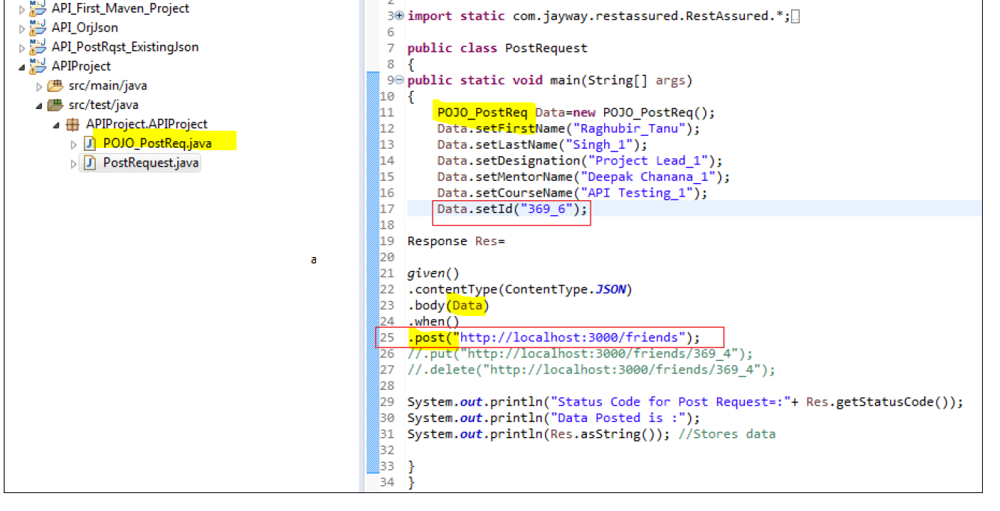 API_First_Maven_Project
API_OrjJson
API_PostRqst_ExistingJson
APIProject
src/main/java
src/test/java
APIProject.APIProject
POJO_PostReq.java
PostRequest.java
a
2
3 import static com.jayway.restassured.RestAssured.*;
6
7 public class PostRequest
8 {
9 public static void main(String[] args)
10 {
11 POJO_PostReq Data=new POJO_PostReq();
12 Data.setFirstName("Raghubir_Tanu");
13 Data.setLastName("Singh_1");
14 Data.setDesignation("Project Lead_1");
15 Data.setMentorName("Deepak Chanana_1");
16 Data.setCourseName("API Testing_1");
17 Data.setId("369_6");
18
19 Response Res=
20
21 given()
22 .contentType(ContentType.JSON)
23 .body(Data)
24 .when()
25 .post("http://localhost:3000/friends");
26 //.put("http://localhost:3000/friends/369_4");
27 //.delete("http://localhost:3000/friends/369_4");
28
29 System.out.println("Status Code for Post Request=:"+ Res.getStatusCode());
30 System.out.println("Data Posted is :");
31 System.out.println(Res.asString()); //Stores data
32
33 }
34 }